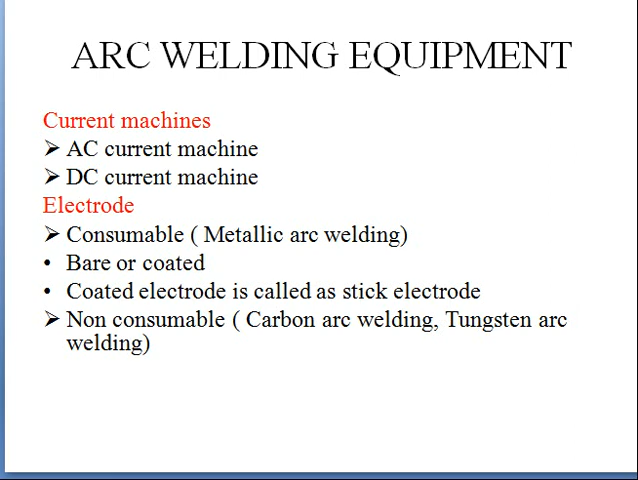 ARC WELDING EQUIPMENT
Current machines
➢ AC current machine
➢ DC current machine
Electrode
➢ Consumable ( Metallic arc welding)
• Bare or coated
• Coated electrode is called as stick electrode
➢ Non consumable ( Carbon arc welding, Tungsten arc
welding)